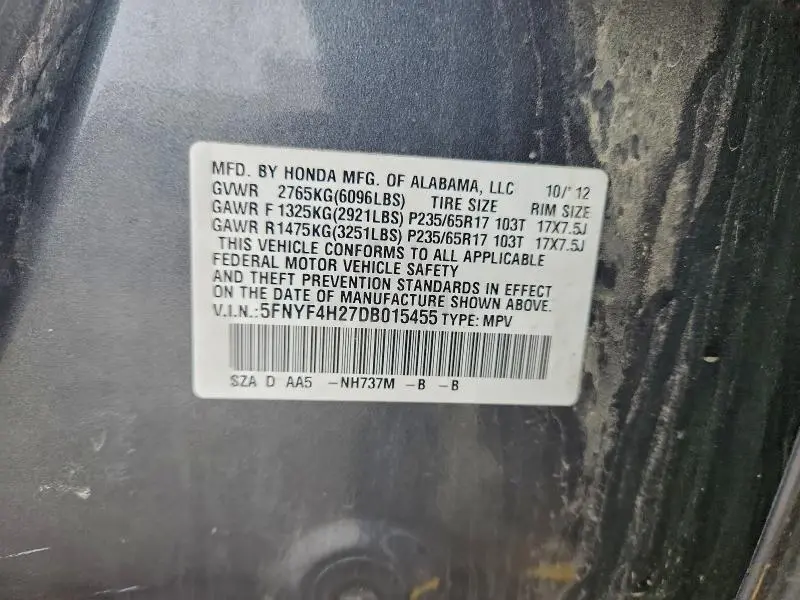 MFD. BY HONDA MFG. OF ALABAMA, LLC 10/'12
GVWR 2765KG(6096LBS) TIRE SIZE RIM SIZE
GAWR F 1325KG(2921LBS) P235/65R17 103T 17X7.5J
GAWR R1475KG(3251LBS) P235/65R17 103T 17X7.5J
THIS VEHICLE CONFORMS TO ALL APPLICABLE
FEDERAL MOTOR VEHICLE SAFETY
AND THEFT PREVENTION STANDARDS IN EFFECT
ON THE DATE OF MANUFACTURE SHOWN ABOVE.
V.I.N.:5FNYF4H27DB015455 TYPE: MPV
SZA D AA5 -NH737M -B -B